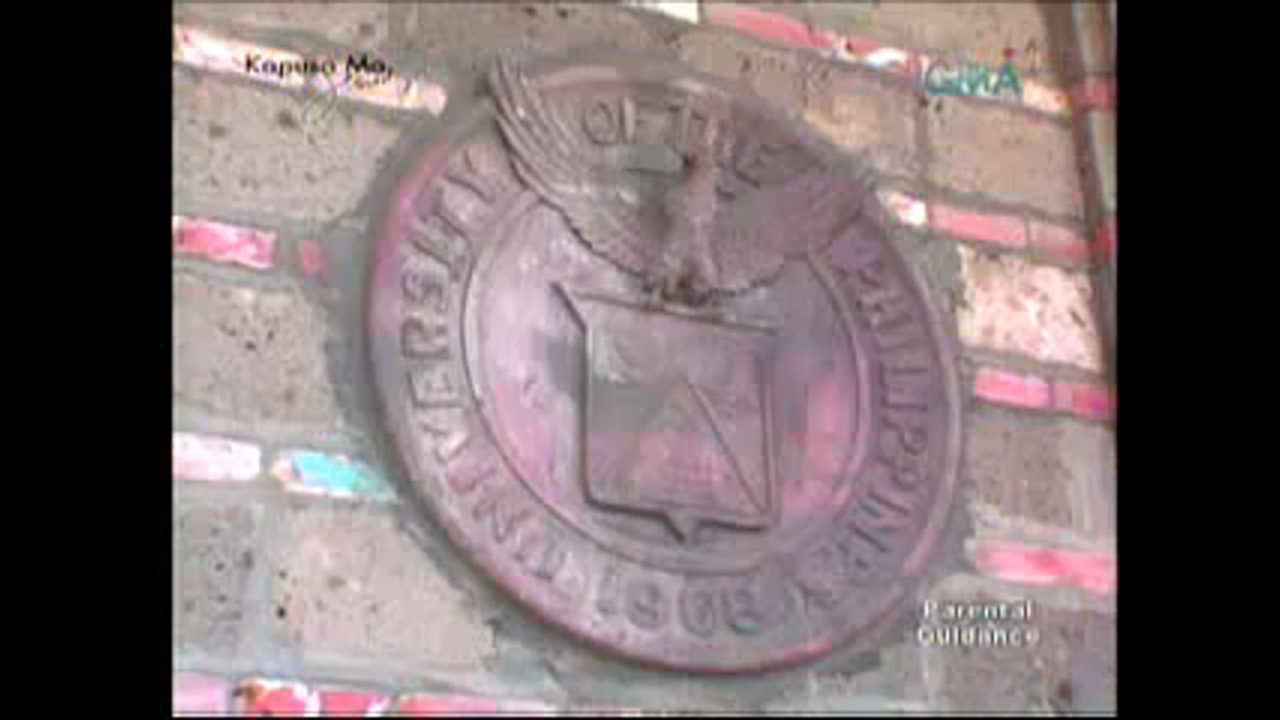 Kapuso Mo,
GMA
UNIVERSITY OF THE PHILIPPINES
1908
Parental
Guidance